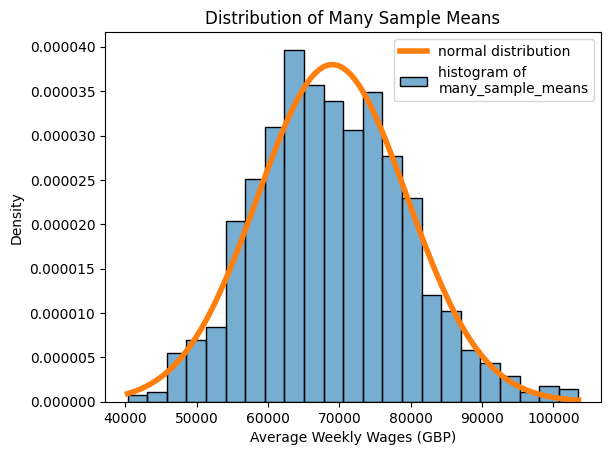 Distribution of Many Sample Means
normal distribution
histogram of
many_sample_means
Density
0.000040
0.000035
0.000030
0.000025
0.000020
0.000015
0.000010
0.000005
0.000000
40000 50000 60000 70000 80000 90000 100000
Average Weekly Wages (GBP)